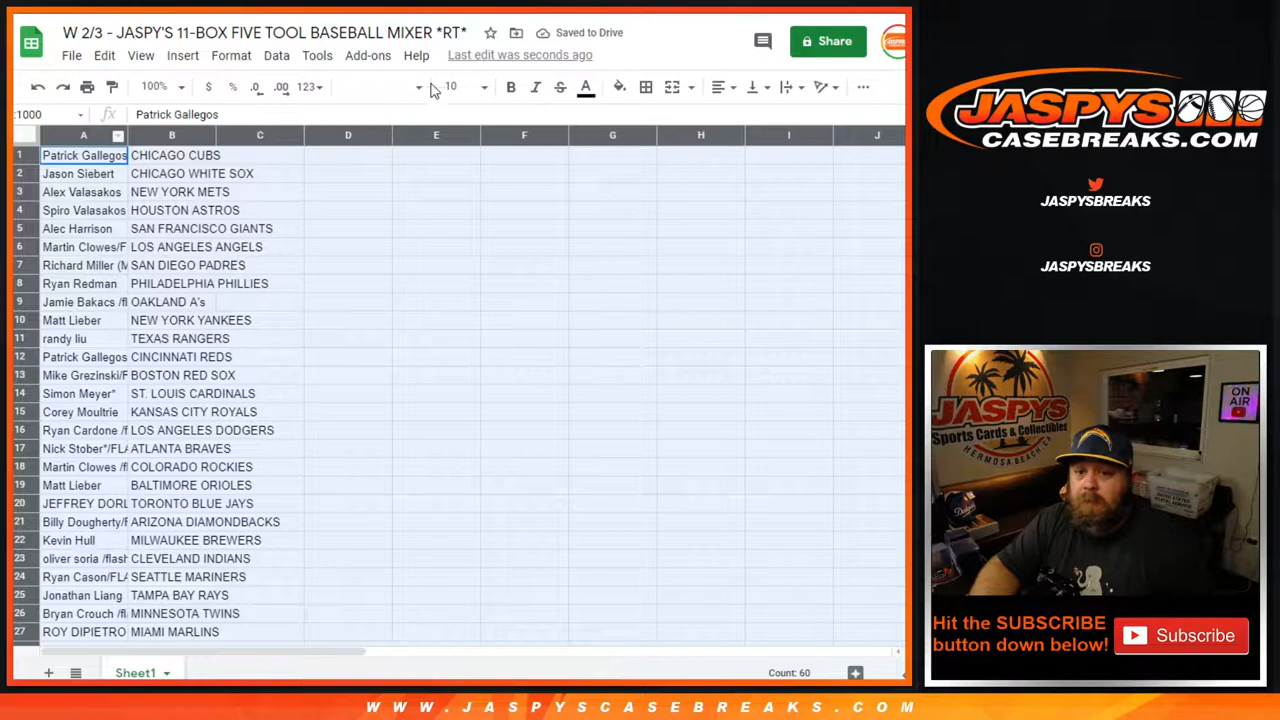 W 2/3 - JASPY'S 11-BOX FIVE TOOL BASEBALL MIXER *RT*
Saved to Drive
Share
File Edit View Insert Format Data Tools Add-ons Help Last edit was seconds ago
100% $ % .0 .00 123 10 B I S A
:1000 fx Patrick Gallegos
A B C D E F G H I J
1 Patrick Gallegos CHICAGO CUBS
2 Jason Siebert CHICAGO WHITE SOX
3 Alex Valasakos NEW YORK METS
4 Spiro Valasakos HOUSTON ASTROS
5 Alec Harrison SAN FRANCISCO GIANTS
6 Martin Clowes/F LOS ANGELES ANGELS
7 Richard Miller (M SAN DIEGO PADRES
8 Ryan Redman PHILADELPHIA PHILLIES
9 Jamie Bakacs /fl OAKLAND A's
10 Matt Lieber NEW YORK YANKEES
11 randy liu TEXAS RANGERS
12 Patrick Gallegos CINCINNATI REDS
13 Mike Grezinski/F BOSTON RED SOX
14 Simon Meyer* ST. LOUIS CARDINALS
15 Corey Moultrie KANSAS CITY ROYALS
16 Ryan Cardone /fl LOS ANGELES DODGERS
17 Nick Stober*/FLA ATLANTA BRAVES
18 Martin Clowes /fl COLORADO ROCKIES
19 Matt Lieber BALTIMORE ORIOLES
20 JEFFREY DORL TORONTO BLUE JAYS
21 Billy Dougherty/f ARIZONA DIAMONDBACKS
22 Kevin Hull MILWAUKEE BREWERS
23 oliver soria /flash CLEVELAND INDIANS
24 Ryan Cason/FLA SEATTLE MARINERS
25 Jonathan Liang TAMPA BAY RAYS
26 Bryan Crouch /fl MINNESOTA TWINS
27 ROY DIPIETRO MIAMI MARLINS
Sheet1
Count: 60
JASPYS
CASEBREAKS.COM
JASPYSBREAKS
JASPYSBREAKS
JASPYS
Sports Cards & Collectibles
HERMOSA BEACH CA
ON
AIR
Dodgers
Hit the SUBSCRIBE
button down below!
Subscribe
WWW.JASPYSCASEBREAKS.COM